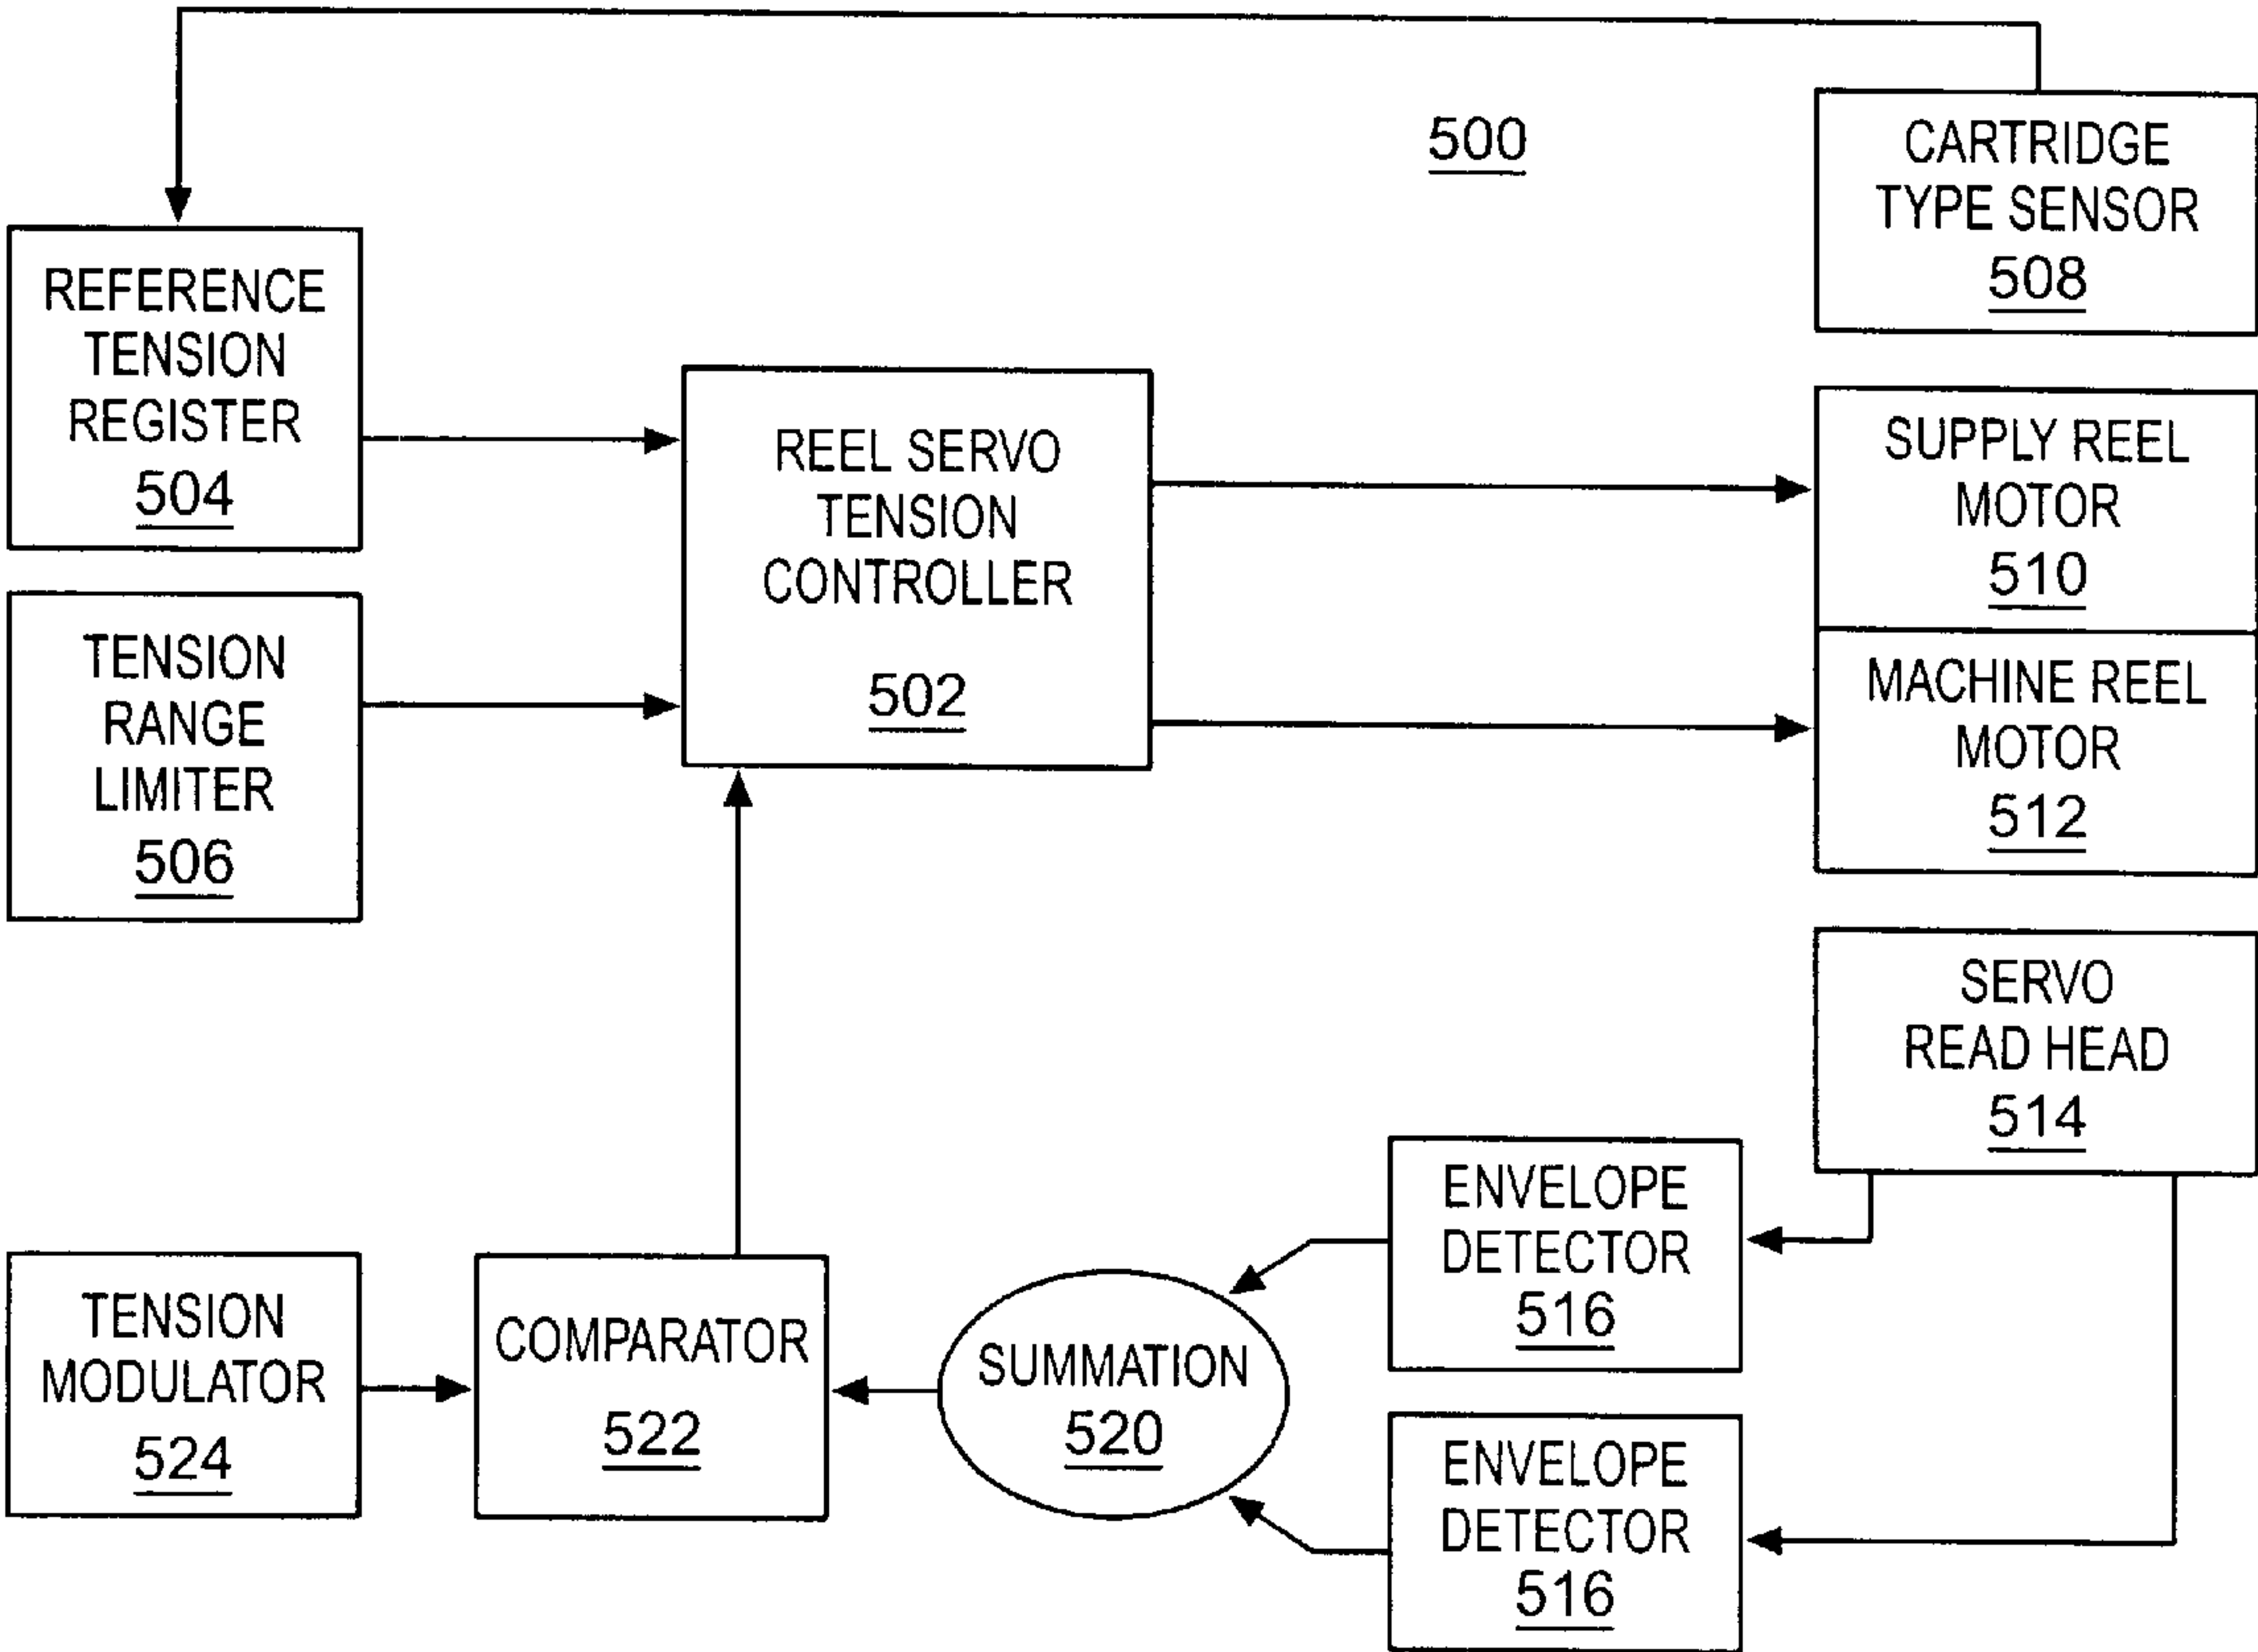 500
CARTRIDGE
TYPE SENSOR
508
REFERENCE
TENSION
REGISTER
504
REEL SERVO
TENSION
CONTROLLER
502
SUPPLY REEL
MOTOR
510
TENSION
RANGE
LIMITER
506
MACHINE REEL
MOTOR
512
SERVO
READ HEAD
514
ENVELOPE
DETECTOR
516
TENSION
MODULATOR
524
COMPARATOR
522
SUMMATION
520
ENVELOPE
DETECTOR
516